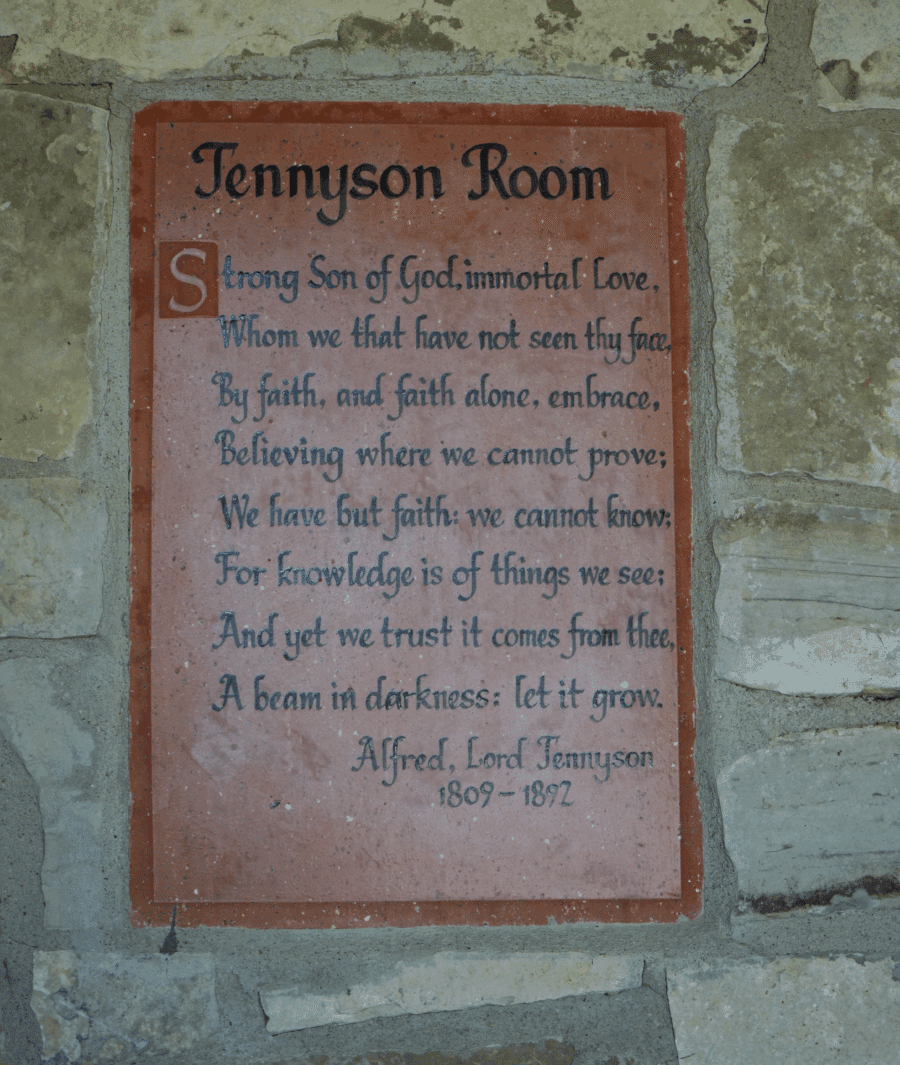 Tennyson Room
Strong Son of God, immortal Love,
Whom we that have not seen thy face,
By faith, and faith alone, embrace,
Believing where we cannot prove;
We have but faith: we cannot know;
For knowledge is of things we see;
And yet we trust it comes from thee,
A beam in darkness: let it grow.
Alfred, Lord Tennyson
1809 – 1892